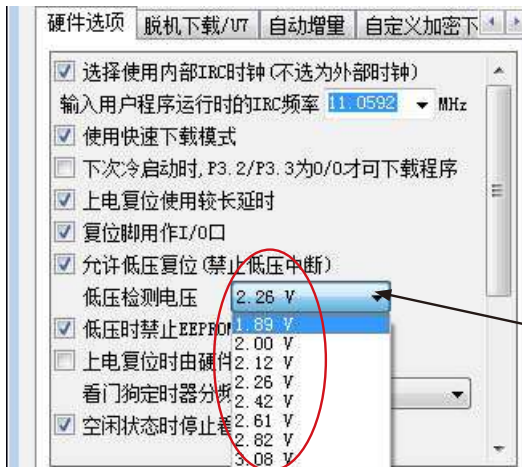 硬件选项 脱机下载/UT 自动增量 自定义加密下
选择使用内部IRC时钟(不选为外部时钟)
输入用户程序运行时的IRC频率 11.0592 MHz
使用快速下载模式
下次冷启动时,P3.2/P3.3为0/0才可下载程序
上电复位使用较长延时
复位脚用作I/O口
允许低压复位(禁止低压中断)
低压检测电压 2.26 V
低压时禁止EEPROM
1.89 V
2.00 V
上电复位时由硬件
2.12 V
2.26 V
看门狗定时器分频
2.42 V
空闲状态时停止看
2.61 V
2.82 V
3.08 V